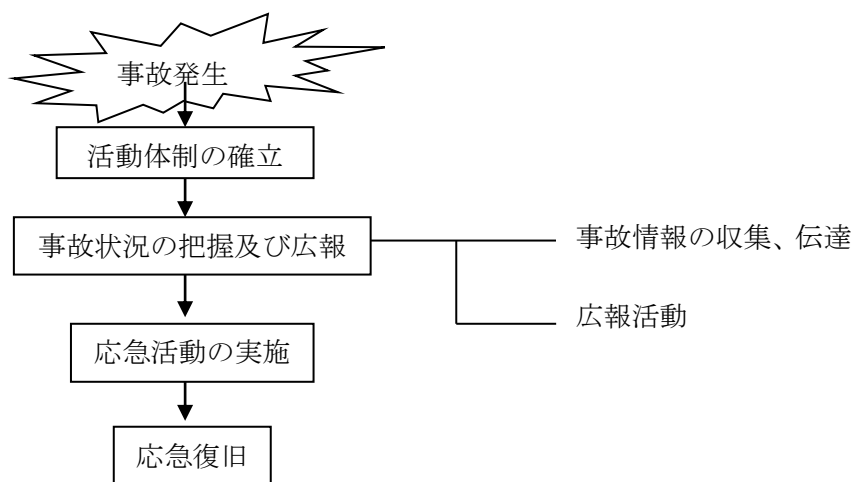 事故発生
活動体制の確立
事故状況の把握及び広報
事故情報の収集、伝達
広報活動
応急活動の実施
応急復旧